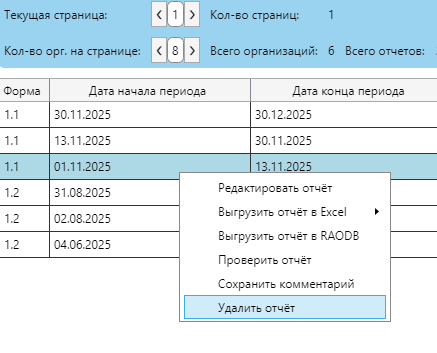 Текущая страница: < 1 > Кол-во страниц: 1
Кол-во орг. на странице: < 8 > Всего организаций: 6 Всего отчетов:
Форма Дата начала периода Дата конца периода
1.1 30.11.2025 30.12.2025
1.1 13.11.2025 30.11.2025
1.1 01.11.2025 13.11.2025
1.2 31.08.2025
1.2 02.08.2025
1.2 04.06.2025
Редактировать отчёт
Выгрузить отчёт в Excel
Выгрузить отчёт в RAODB
Проверить отчёт
Сохранить комментарий
Удалить отчёт